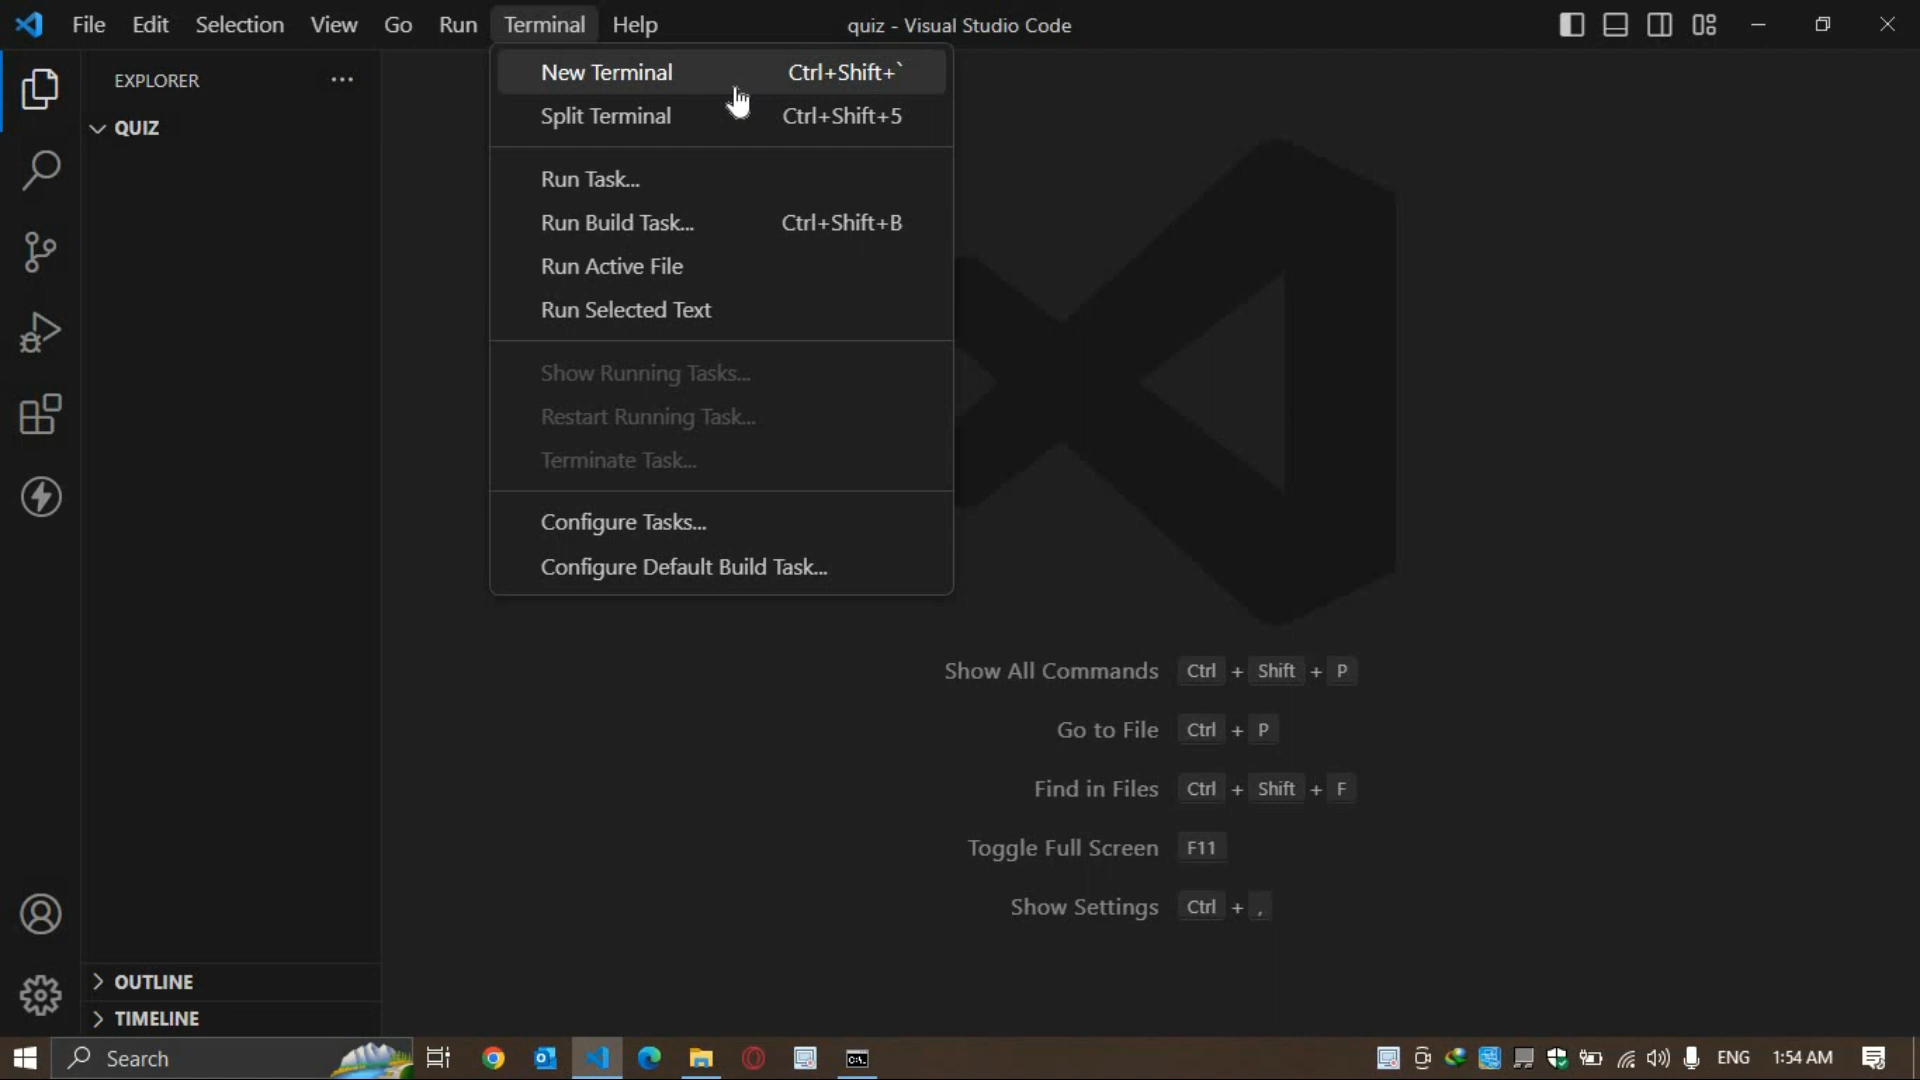 File Edit Selection View Go Run Terminal Help quiz - Visual Studio Code
EXPLORER
QUIZ
New Terminal Ctrl+Shift+`
Split Terminal Ctrl+Shift+5
Run Task...
Run Build Task... Ctrl+Shift+B
Run Active File
Run Selected Text
Show Running Tasks...
Restart Running Task...
Terminate Task...
Configure Tasks...
Configure Default Build Task...
Show All Commands Ctrl + Shift + P
Go to File Ctrl + P
Find in Files Ctrl + Shift + F
Toggle Full Screen F11
Show Settings Ctrl + ,
OUTLINE
TIMELINE
Search ENG 1:54 AM